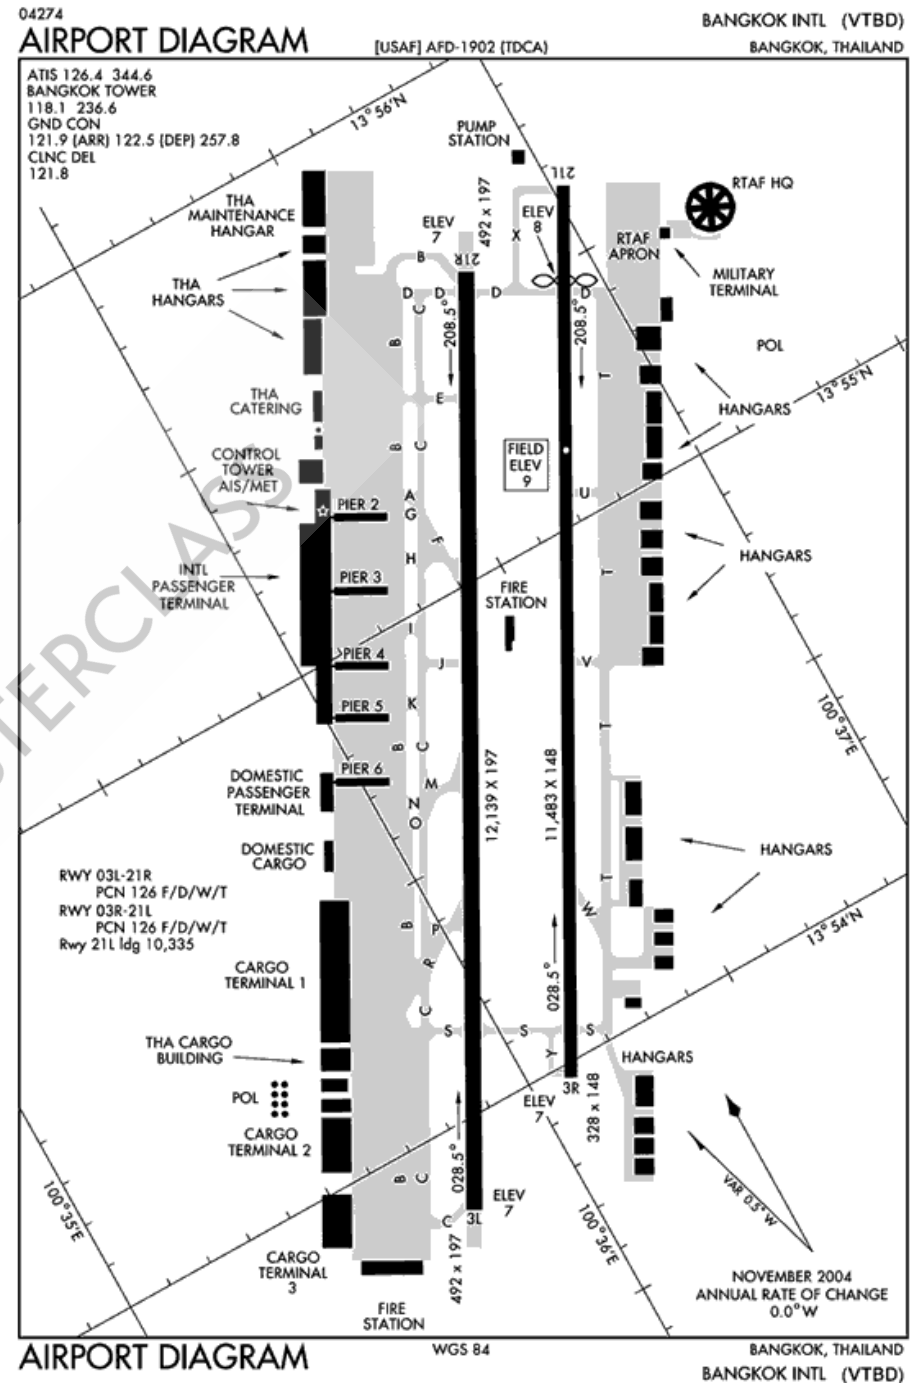 04274
AIRPORT DIAGRAM
[USAF] AFD-1902 (TDCA)
BANGKOK INTL (VTBD)
BANGKOK, THAILAND
ATIS 126.4 344.6
BANGKOK TOWER
118.1 236.6
GND CON
121.9 (ARR) 122.5 (DEP) 257.8
CLNC DEL
121.8
13°56'N
PUMP
STATION
21L
492 x 197
RTAF HQ
THA
MAINTENANCE
HANGAR
ELEV
7
ELEV
8
X
RTAF
APRON
B
21R
MILITARY
TERMINAL
THA
HANGARS
D
D
D
D
C
208.5°
208.5°
B
POL
T
13°55'N
THA
CATERING
E
HANGARS
B
C
CONTROL
TOWER
AIS/MET
FIELD
ELEV
9
A
G
U
PIER 2
F
H
HANGARS
INTL
PASSENGER
TERMINAL
PIER 3
FIRE
STATION
T
I
PIER 4
J
V
K
PIER 5
100°37'E
T
B
C
DOMESTIC
PASSENGER
TERMINAL
PIER 6
M
N
O
12,139 X 197
11,483 X 148
DOMESTIC
CARGO
HANGARS
RWY 03L-21R
PCN 126 F/D/W/T
RWY 03R-21L
PCN 126 F/D/W/T
Rwy 21L ldg 10,335
T
W
B
P
13°54'N
R
CARGO
TERMINAL 1
028.5°
C
S
S
S
THA CARGO
BUILDING
Y
HANGARS
3R
POL
ELEV
7
328 x 148
CARGO
TERMINAL 2
028.5°
B
C
VAR 0.5° W
100°35'E
ELEV
7
C
3L
100°36'E
CARGO
TERMINAL
3
492 x 197
FIRE
STATION
NOVEMBER 2004
ANNUAL RATE OF CHANGE
0.0°W
AIRPORT DIAGRAM
WGS 84
BANGKOK, THAILAND
BANGKOK INTL (VTBD)